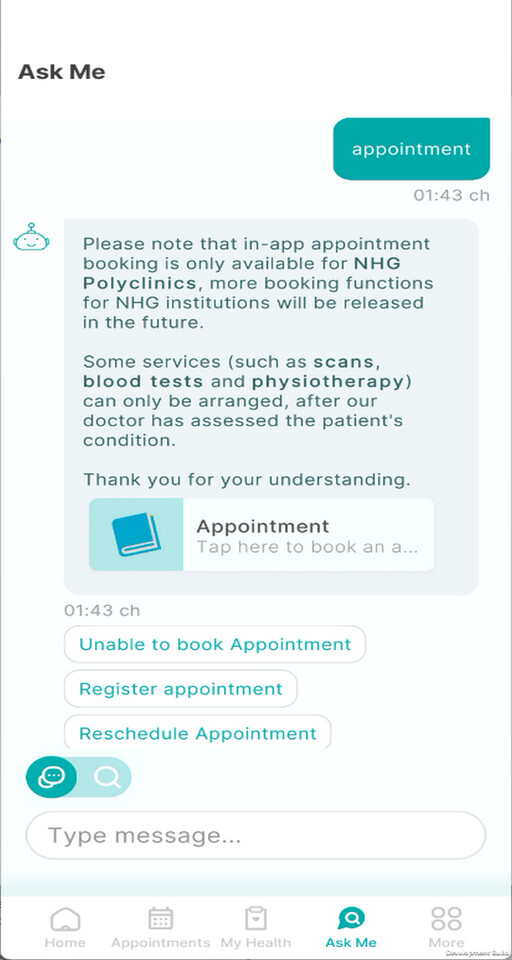 Ask Me
appointment
01:43 ch
Please note that in-app appointment
booking is only available for NHG
Polyclinics, more booking functions
for NHG institutions will be released
in the future.
Some services (such as scans,
blood tests and physiotherapy)
can only be arranged, after our
doctor has assessed the patient's
condition.
Thank you for your understanding.
Appointment
Tap here to book an a...
01:43 ch
Unable to book Appointment
Register appointment
Reschedule Appointment
Type message...
Home
Appointments
My Health
Ask Me
More
Development Build